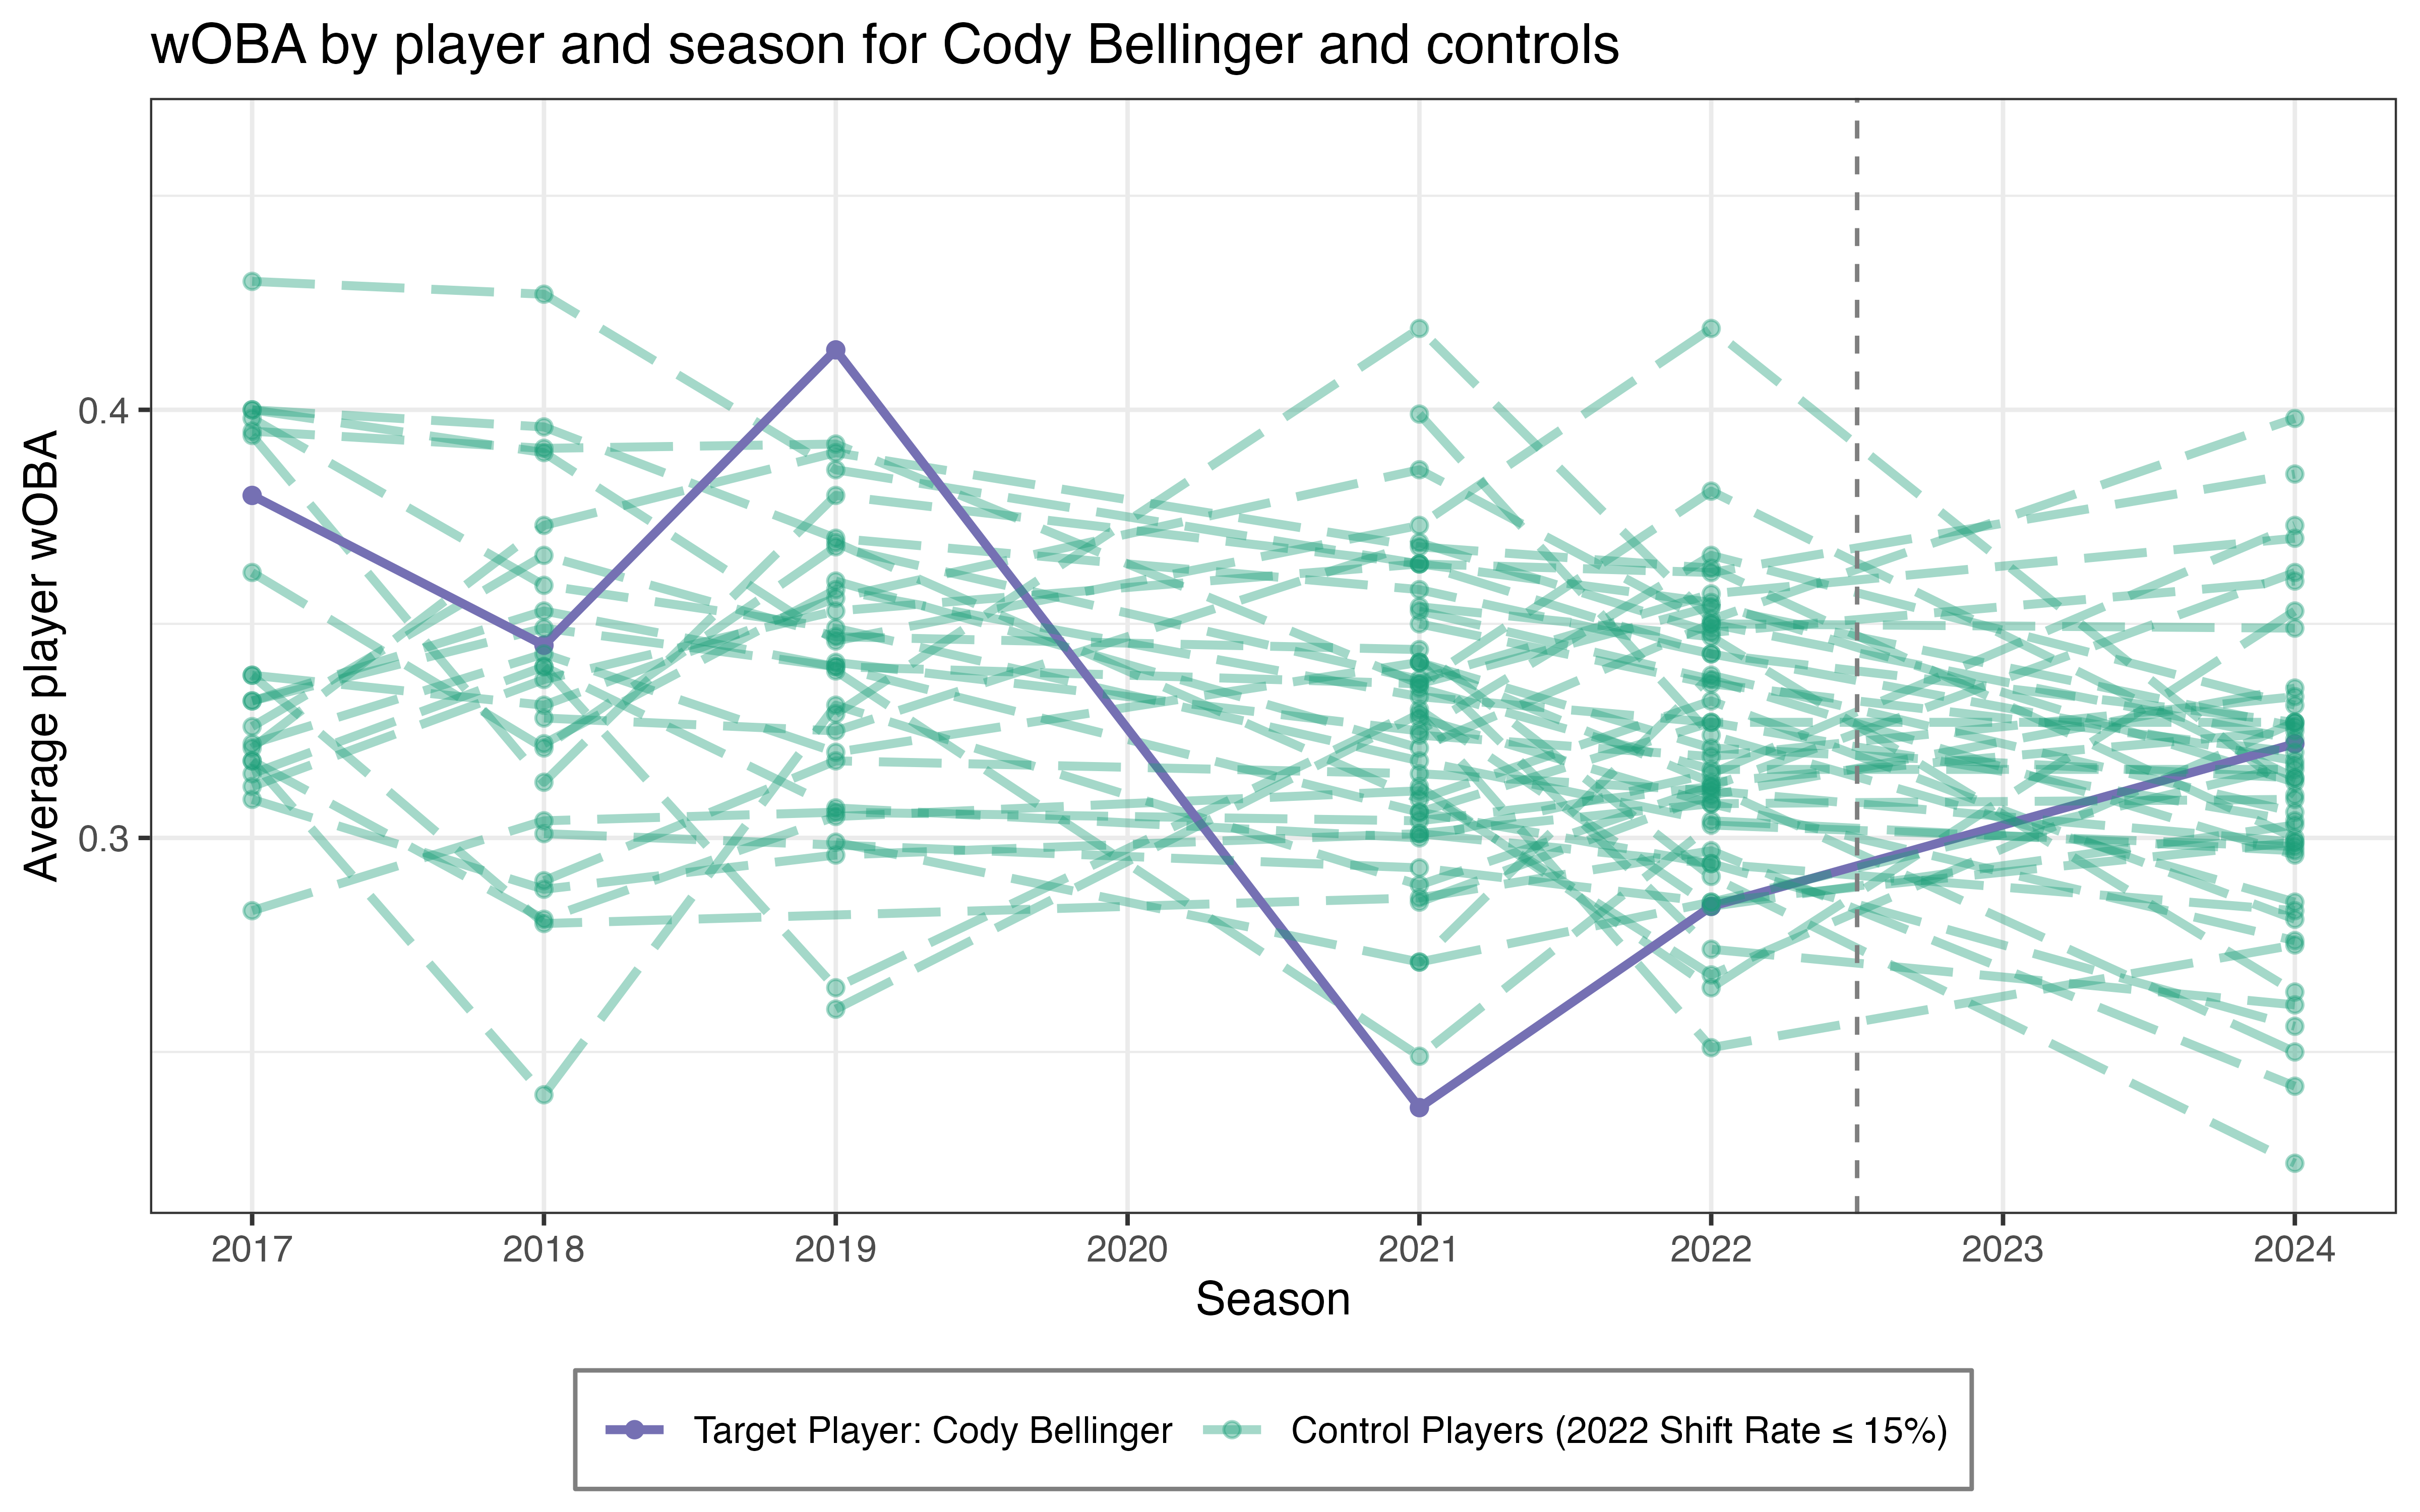 wOBA by player and season for Cody Bellinger and controls
Average player wOBA
0.4
0.3
2017 2018 2019 2020 2021 2022 2023 2024
Season
Target Player: Cody Bellinger Control Players (2022 Shift Rate ≤ 15%)